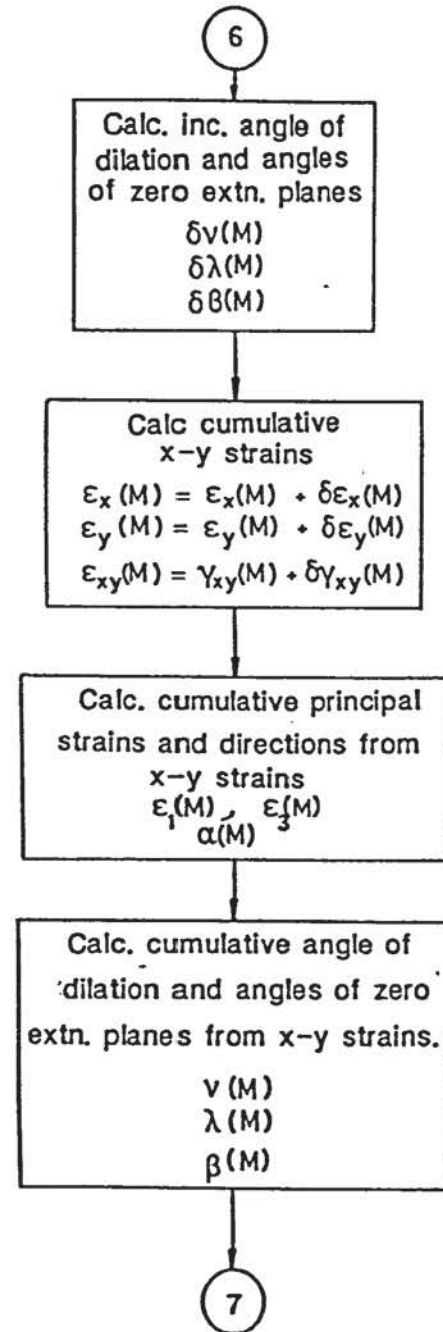 6
Calc. inc. angle of
dilation and angles
of zero extn. planes
δν(M)
δλ(M)
δβ(M)
Calc cumulative
x-y strains
εx(M) = εx(M) + δεx(M)
εy(M) = εy(M) + δεy(M)
εxy(M) = γxy(M) + δγxy(M)
Calc. cumulative principal
strains and directions from
x-y strains
ε1(M), ε3(M)
α(M)
Calc. cumulative angle of
dilation and angles of zero
extn. planes from x-y strains.
ν(M)
λ(M)
β(M)
7